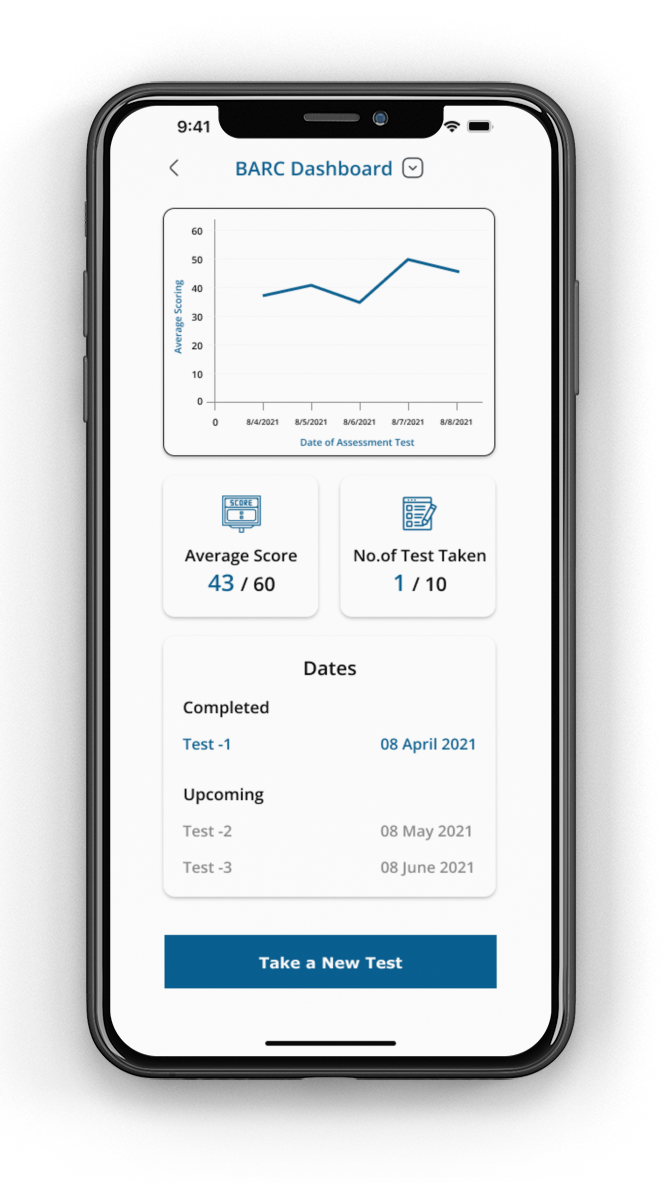 9:41
BARC Dashboard
60
50
40
30
20
10
0
Average Scoring
0 8/4/2021 8/5/2021 8/6/2021 8/7/2021 8/8/2021
Date of Assessment Test
SCORE
Average Score
43 / 60
No.of Test Taken
1 / 10
Dates
Completed
Test -1 08 April 2021
Upcoming
Test -2 08 May 2021
Test -3 08 June 2021
Take a New Test